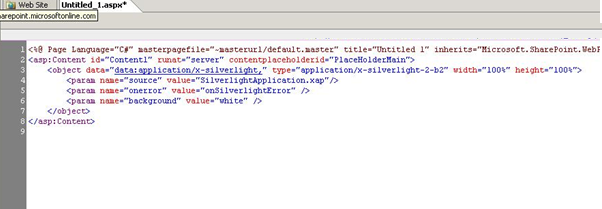 Web Site Untitled_1.aspx*
sharepoint.microsoftonline.com
1 <%@ Page Language="C#" masterpagefile="~masterurl/default.master" title="Untitled 1" inherits="Microsoft.SharePoint.WebP
2 <asp:Content id="Content1" runat="server" contentplaceholderid="PlaceHolderMain">
3 <object data="data:application/x-silverlight," type="application/x-silverlight-2-b2" width="100%" height="100%">
4 <param name="source" value="SilverlightApplication.xap"/>
5 <param name="onerror" value="onSilverlightError" />
6 <param name="background" value="white" />
7 </object>
8 </asp:Content>
9